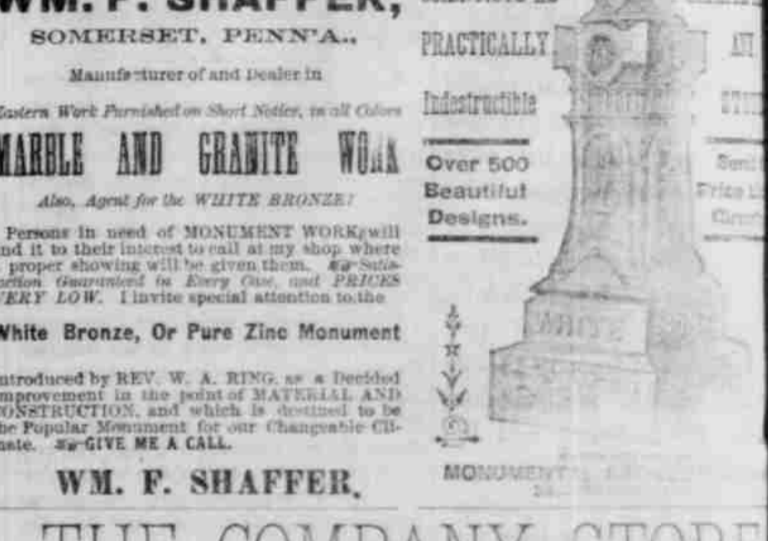 WM. F. SHAFFER,
SOMERSET, PENN'A.,
Manufacturer of and Dealer in
Eastern Work Furnished on Short Notice, in all Colors
MARBLE AND GRANITE WORK
Also, Agent for the WHITE BRONZE!
Persons in need of MONUMENT WORK, will
find it to their interest to call at my shop where
proper showing will be given them. Satis-
faction Guaranteed in Every Case, and PRICES
VERY LOW. I invite special attention to the
White Bronze, Or Pure Zinc Monument
Introduced by REV. W. A. RING, as a Decided
Improvement in the point of MATERIAL AND
CONSTRUCTION, and which is destined to be
the Popular Monument for our Changeable Cli-
mate. GIVE ME A CALL.
WM. F. SHAFFER.
PRACTICALLY
Indestructible
Over 500
Beautiful
Designs.
Send
Price
WHITE
MONUMENT
THE COMPANY STORE